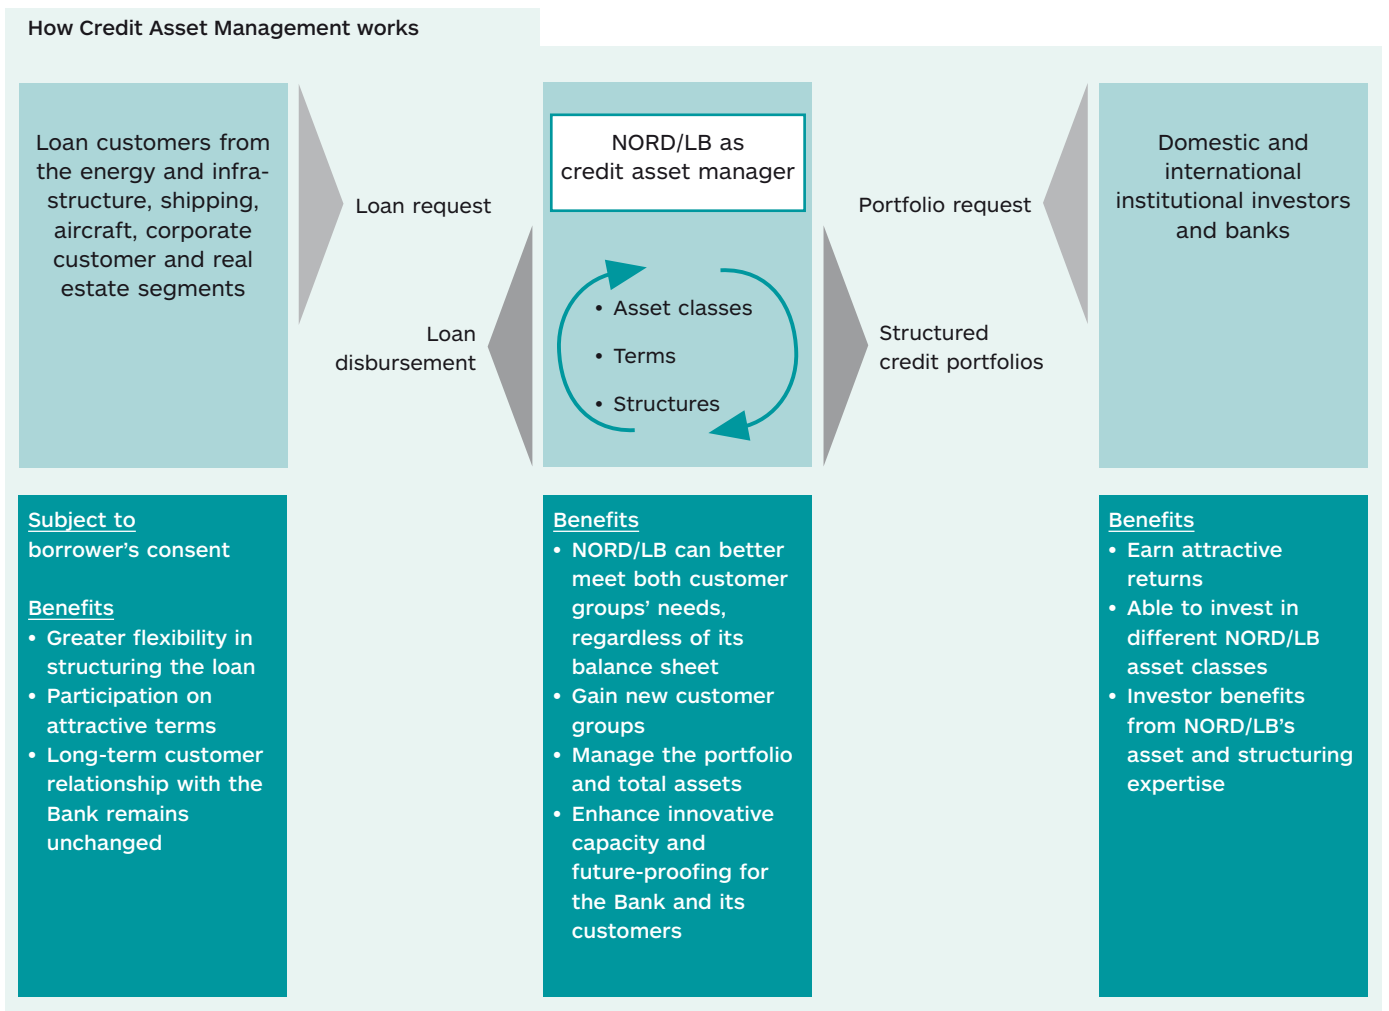 How Credit Asset Management works
Loan customers from
the energy and infra-
structure, shipping,
aircraft, corporate
customer and real
estate segments
Loan request
Loan
disbursement
NORD/LB as
credit asset manager
• Asset classes
• Terms
• Structures
Portfolio request
Structured
credit portfolios
Domestic and
international
institutional investors
and banks
Subject to
borrower’s consent
Benefits
• Greater flexibility in
structuring the loan
• Participation on
attractive terms
• Long-term customer
relationship with the
Bank remains
unchanged
Benefits
• NORD/LB can better
meet both customer
groups’ needs,
regardless of its
balance sheet
• Gain new customer
groups
• Manage the portfolio
and total assets
• Enhance innovative
capacity and
future-proofing for
the Bank and its
customers
Benefits
• Earn attractive
returns
• Able to invest in
different NORD/LB
asset classes
• Investor benefits
from NORD/LB’s
asset and structuring
expertise